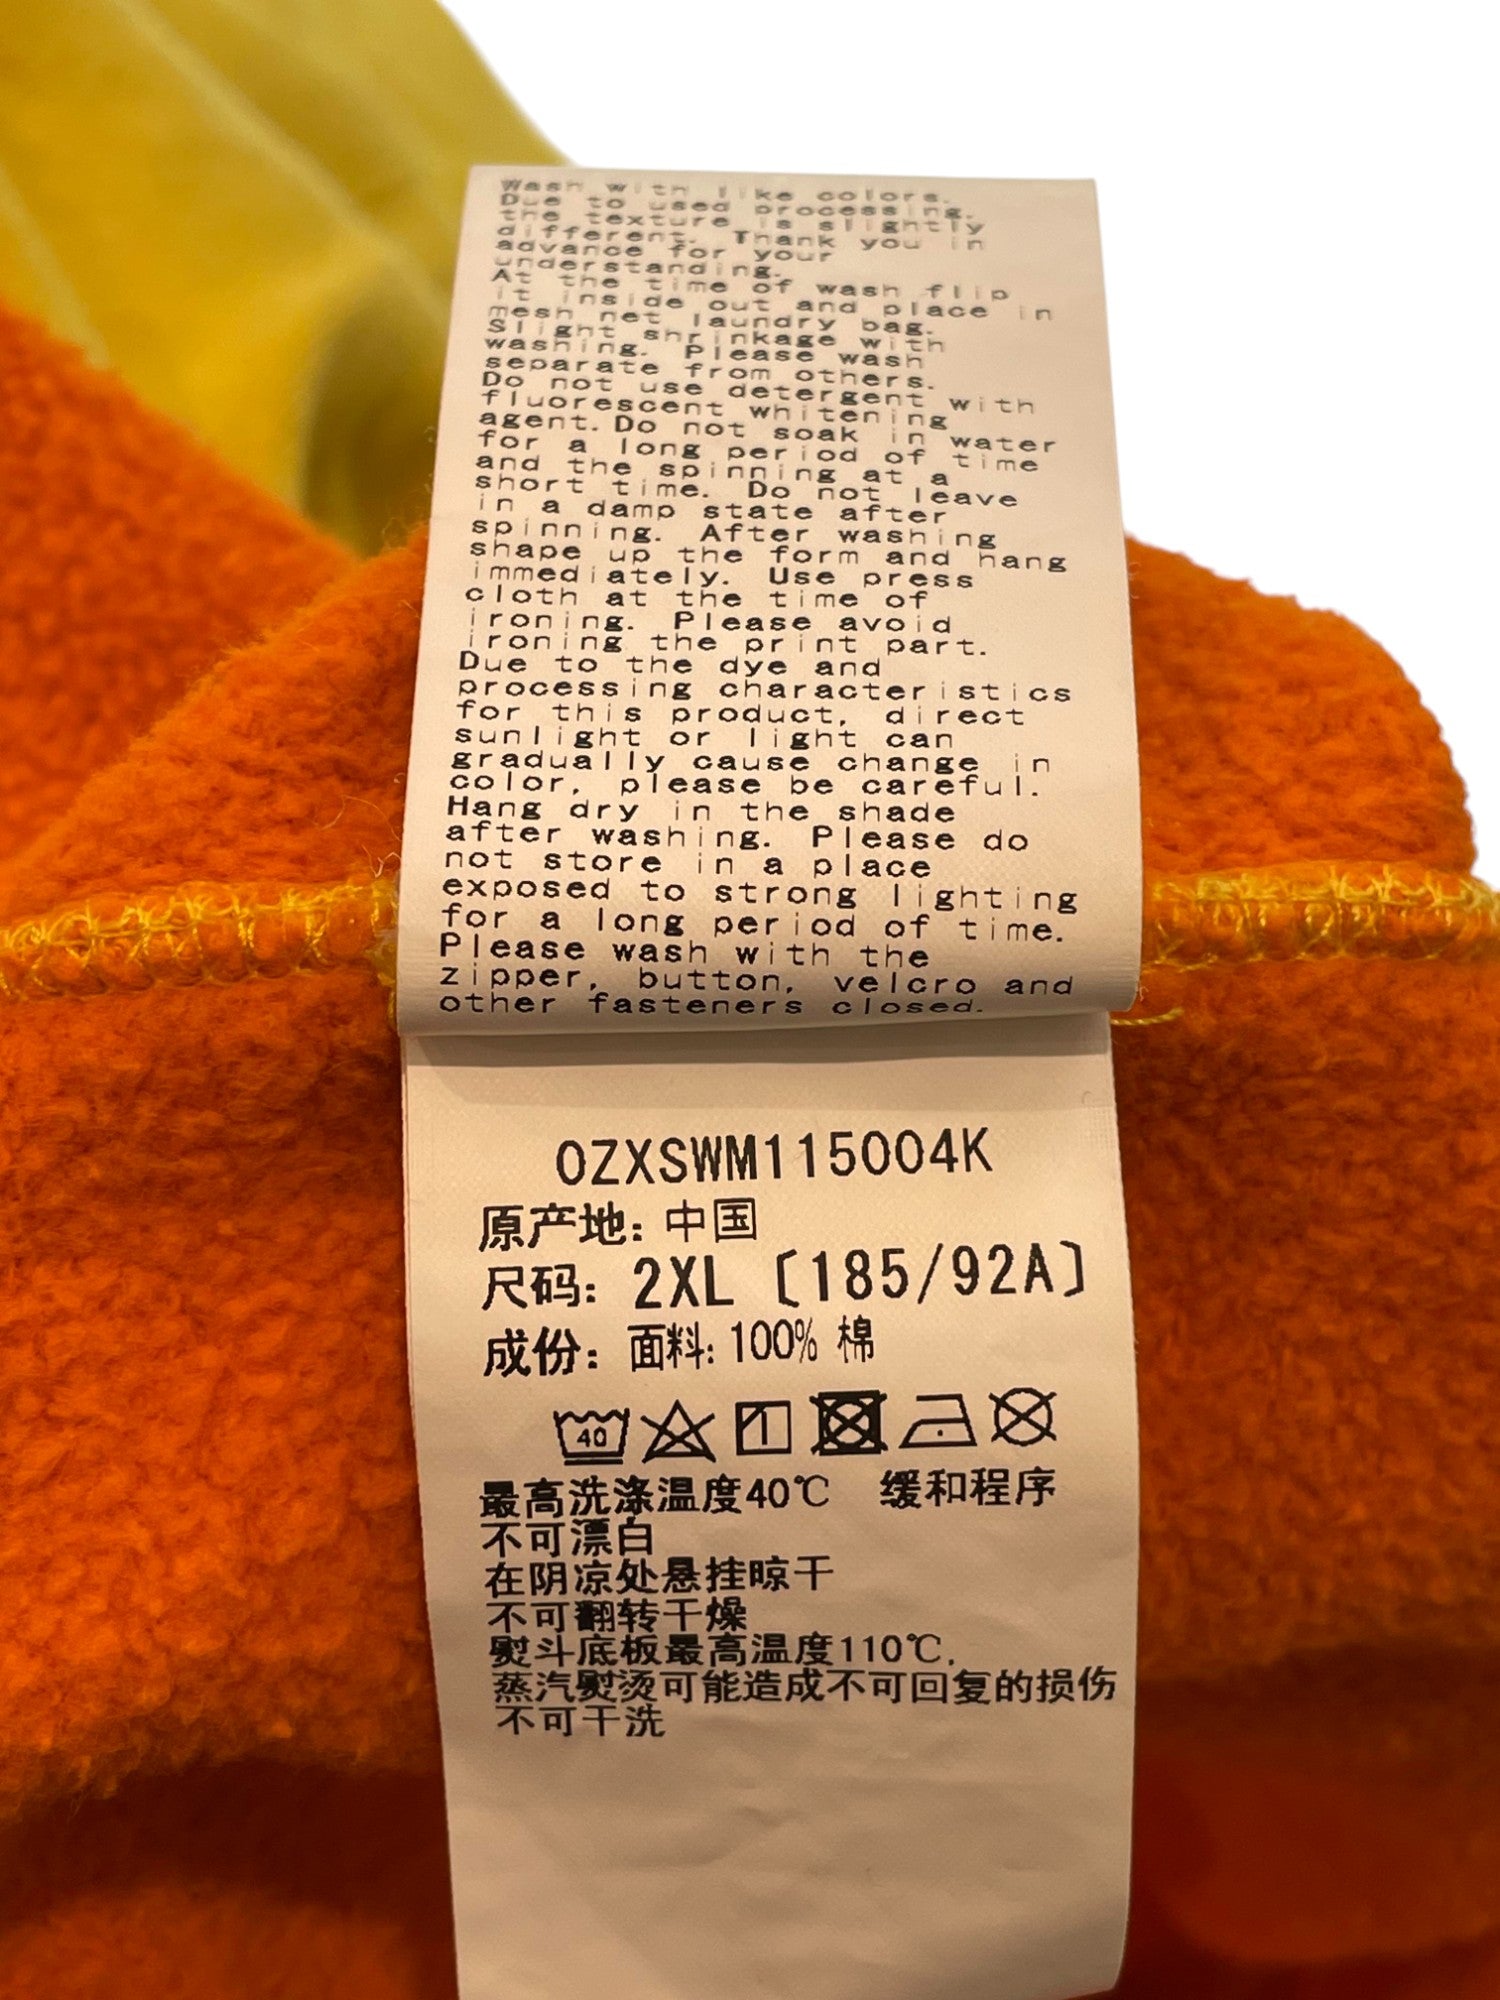 Wash with like colors.
Due to used processing,
the texture is slightly
different. Thank you in
advance for your
understanding.
At the time of wash flip
it inside out and place in
mesh net laundry bag.
Slight shrinkage with
washing. Please wash
separate from others.
Do not use detergent with
fluorescent whitening
agent. Do not soak in water
for a long period of time
and the spinning at a
short time. Do not leave
in a damp state after
spinning. After washing
shape up the form and hang
immediately. Use press
cloth at the time of
ironing. Please avoid
ironing the print part.
Due to the dye and
processing characteristics
for this product, direct
sunlight or light can
gradually cause change in
color, please be careful.
Hang dry in the shade
after washing. Please do
not store in a place
exposed to strong lighting
for a long period of time.
Please wash with the
zipper, button, velcro and
other fasteners closed.
OZXSWM115004K
原产地: 中国
尺码: 2XL 〔185/92A〕
成份: 面料: 100% 棉
40
最高洗涤温度40℃ 缓和程序
不可漂白
在阴凉处悬挂晾干
不可翻转干燥
熨斗底板最高温度110℃,
蒸汽熨烫可能造成不可回复的损伤
不可干洗